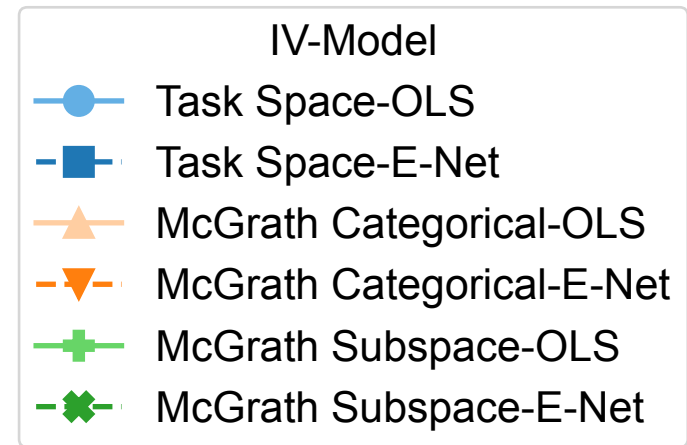 IV-Model
Task Space-OLS
Task Space-E-Net
McGrath Categorical-OLS
McGrath Categorical-E-Net
McGrath Subspace-OLS
McGrath Subspace-E-Net